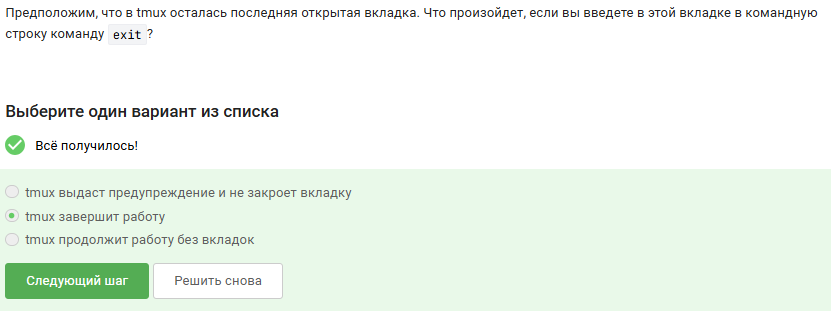 Предположим, что в tmux осталась последняя открытая вкладка. Что произойдет, если вы введете в этой вкладке в командную
строку команду exit ?
Выберите один вариант из списка
Всё получилось!
tmux выдаст предупреждение и не закроет вкладку
tmux завершит работу
tmux продолжит работу без вкладок
Следующий шаг
Решить снова